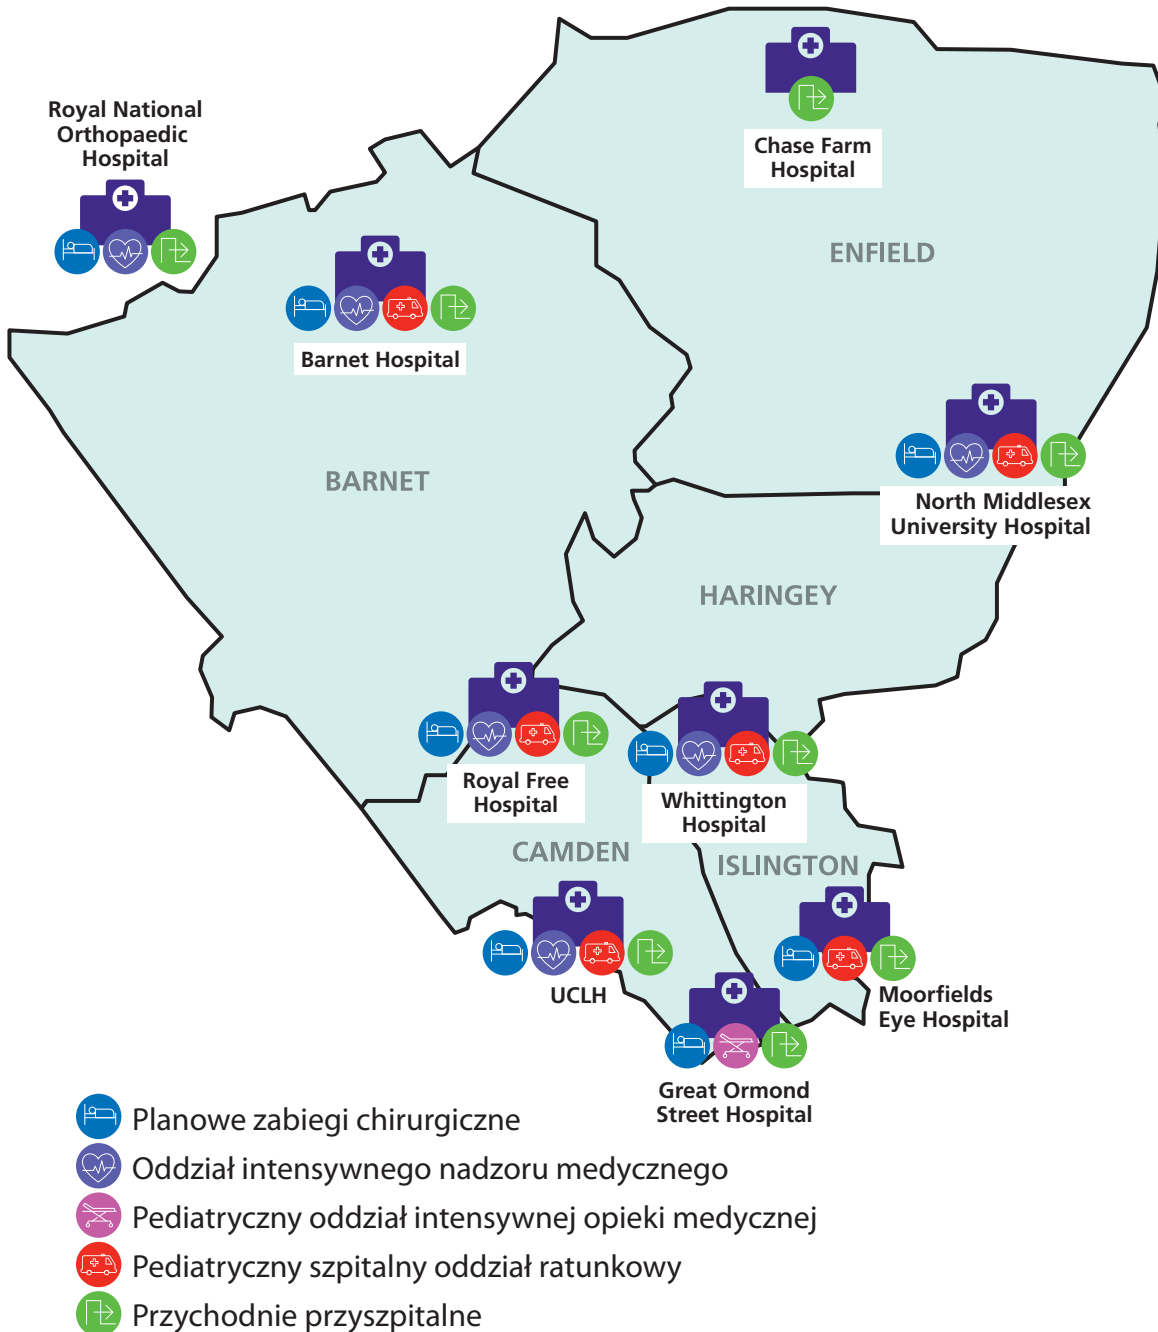 Royal National
Orthopaedic
Hospital
Chase Farm
Hospital
ENFIELD
Barnet Hospital
BARNET
North Middlesex
University Hospital
HARINGEY
Royal Free
Hospital
Whittington
Hospital
CAMDEN
ISLINGTON
UCLH
Moorfields
Eye Hospital
Great Ormond
Street Hospital
Planowe zabiegi chirurgiczne
Oddział intensywnego nadzoru medycznego
Pediatryczny oddział intensywnej opieki medycznej
Pediatryczny szpitalny oddział ratunkowy
Przychodnie przyszpitalne